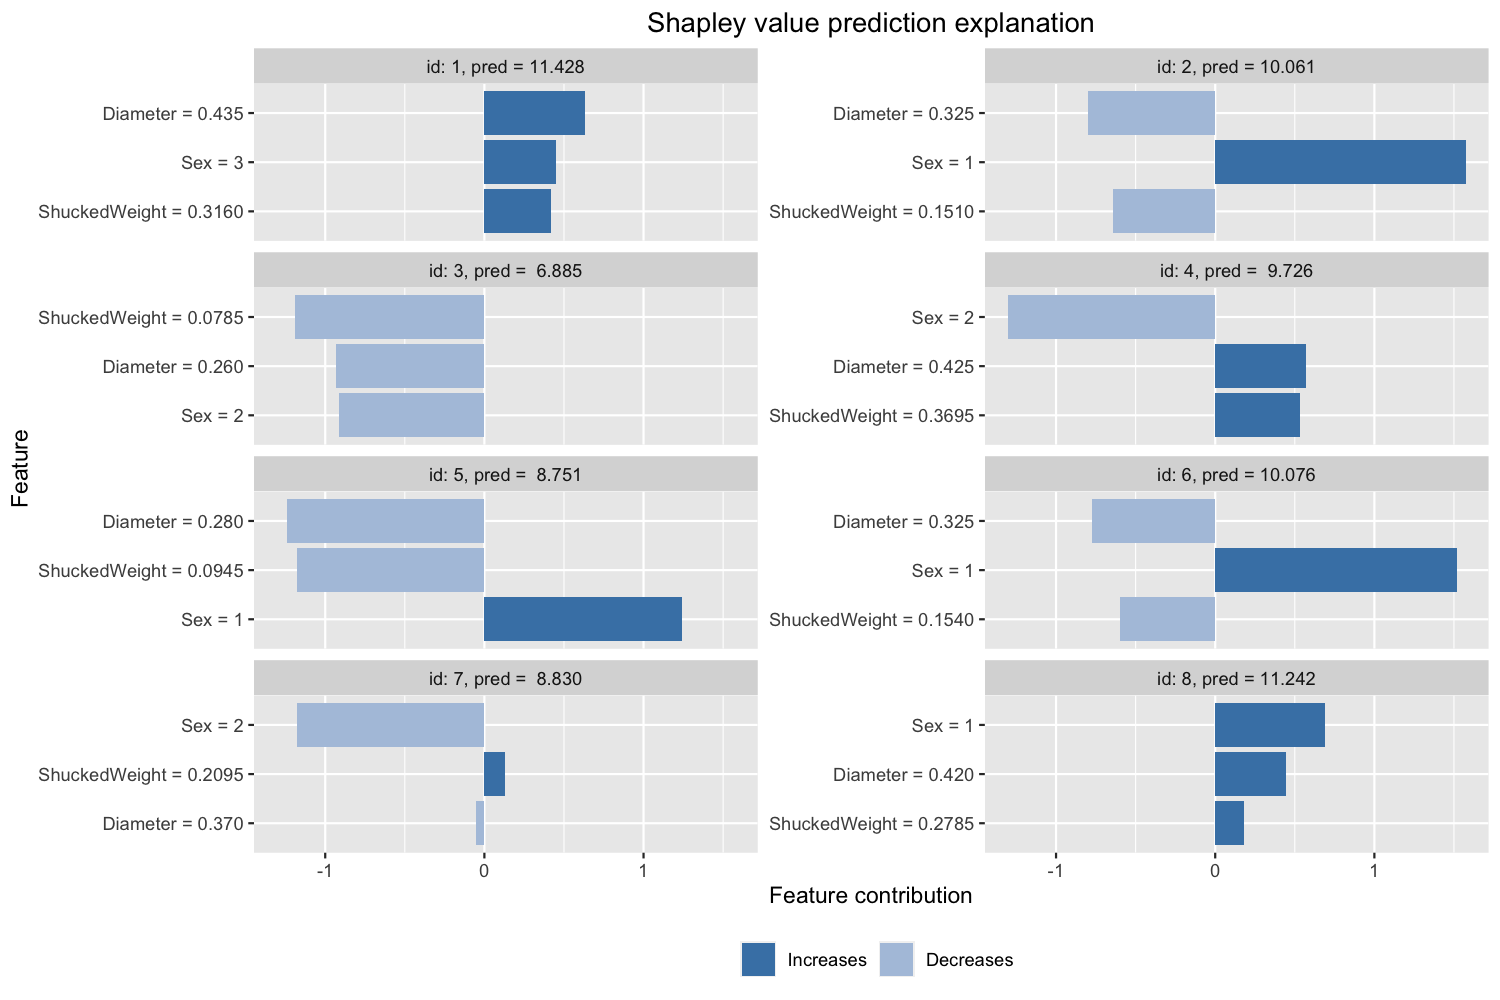 Shapley value prediction explanation
id: 1, pred = 11.428
Diameter = 0.435
Sex = 3
ShuckedWeight = 0.3160
id: 2, pred = 10.061
Diameter = 0.325
Sex = 1
ShuckedWeight = 0.1510
id: 3, pred =  6.885
ShuckedWeight = 0.0785
Diameter = 0.260
Sex = 2
id: 4, pred =  9.726
Sex = 2
Diameter = 0.425
ShuckedWeight = 0.3695
id: 5, pred =  8.751
Diameter = 0.280
ShuckedWeight = 0.0945
Sex = 1
id: 6, pred = 10.076
Diameter = 0.325
Sex = 1
ShuckedWeight = 0.1540
id: 7, pred =  8.830
Sex = 2
ShuckedWeight = 0.2095
Diameter = 0.370
id: 8, pred = 11.242
Sex = 1
Diameter = 0.420
ShuckedWeight = 0.2785
-1 0 1
-1 0 1
Feature
Feature contribution
Increases Decreases